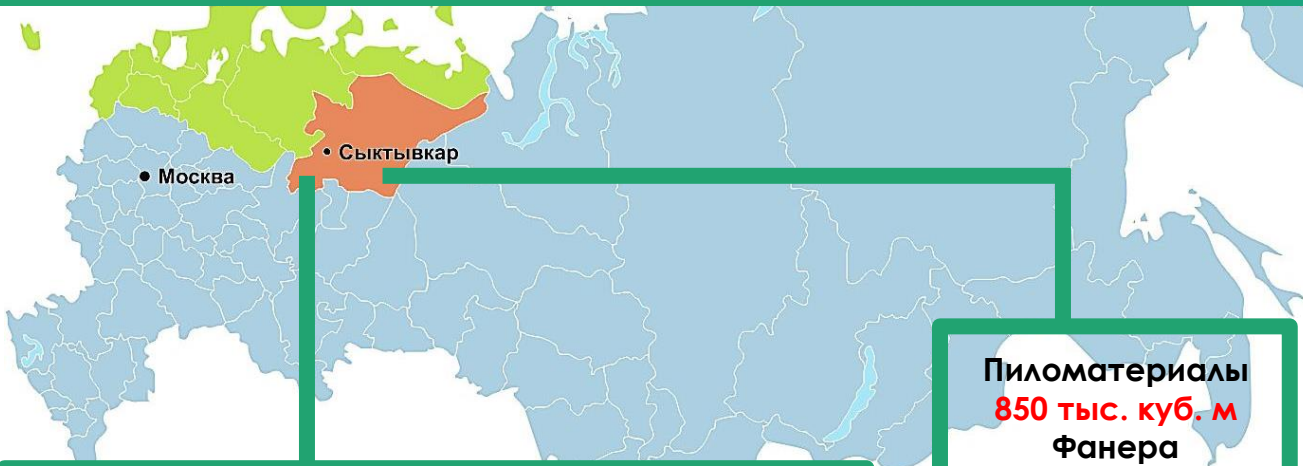 Сыктывкар
Москва
Пиломатериалы
850 тыс. куб. м
Фанера